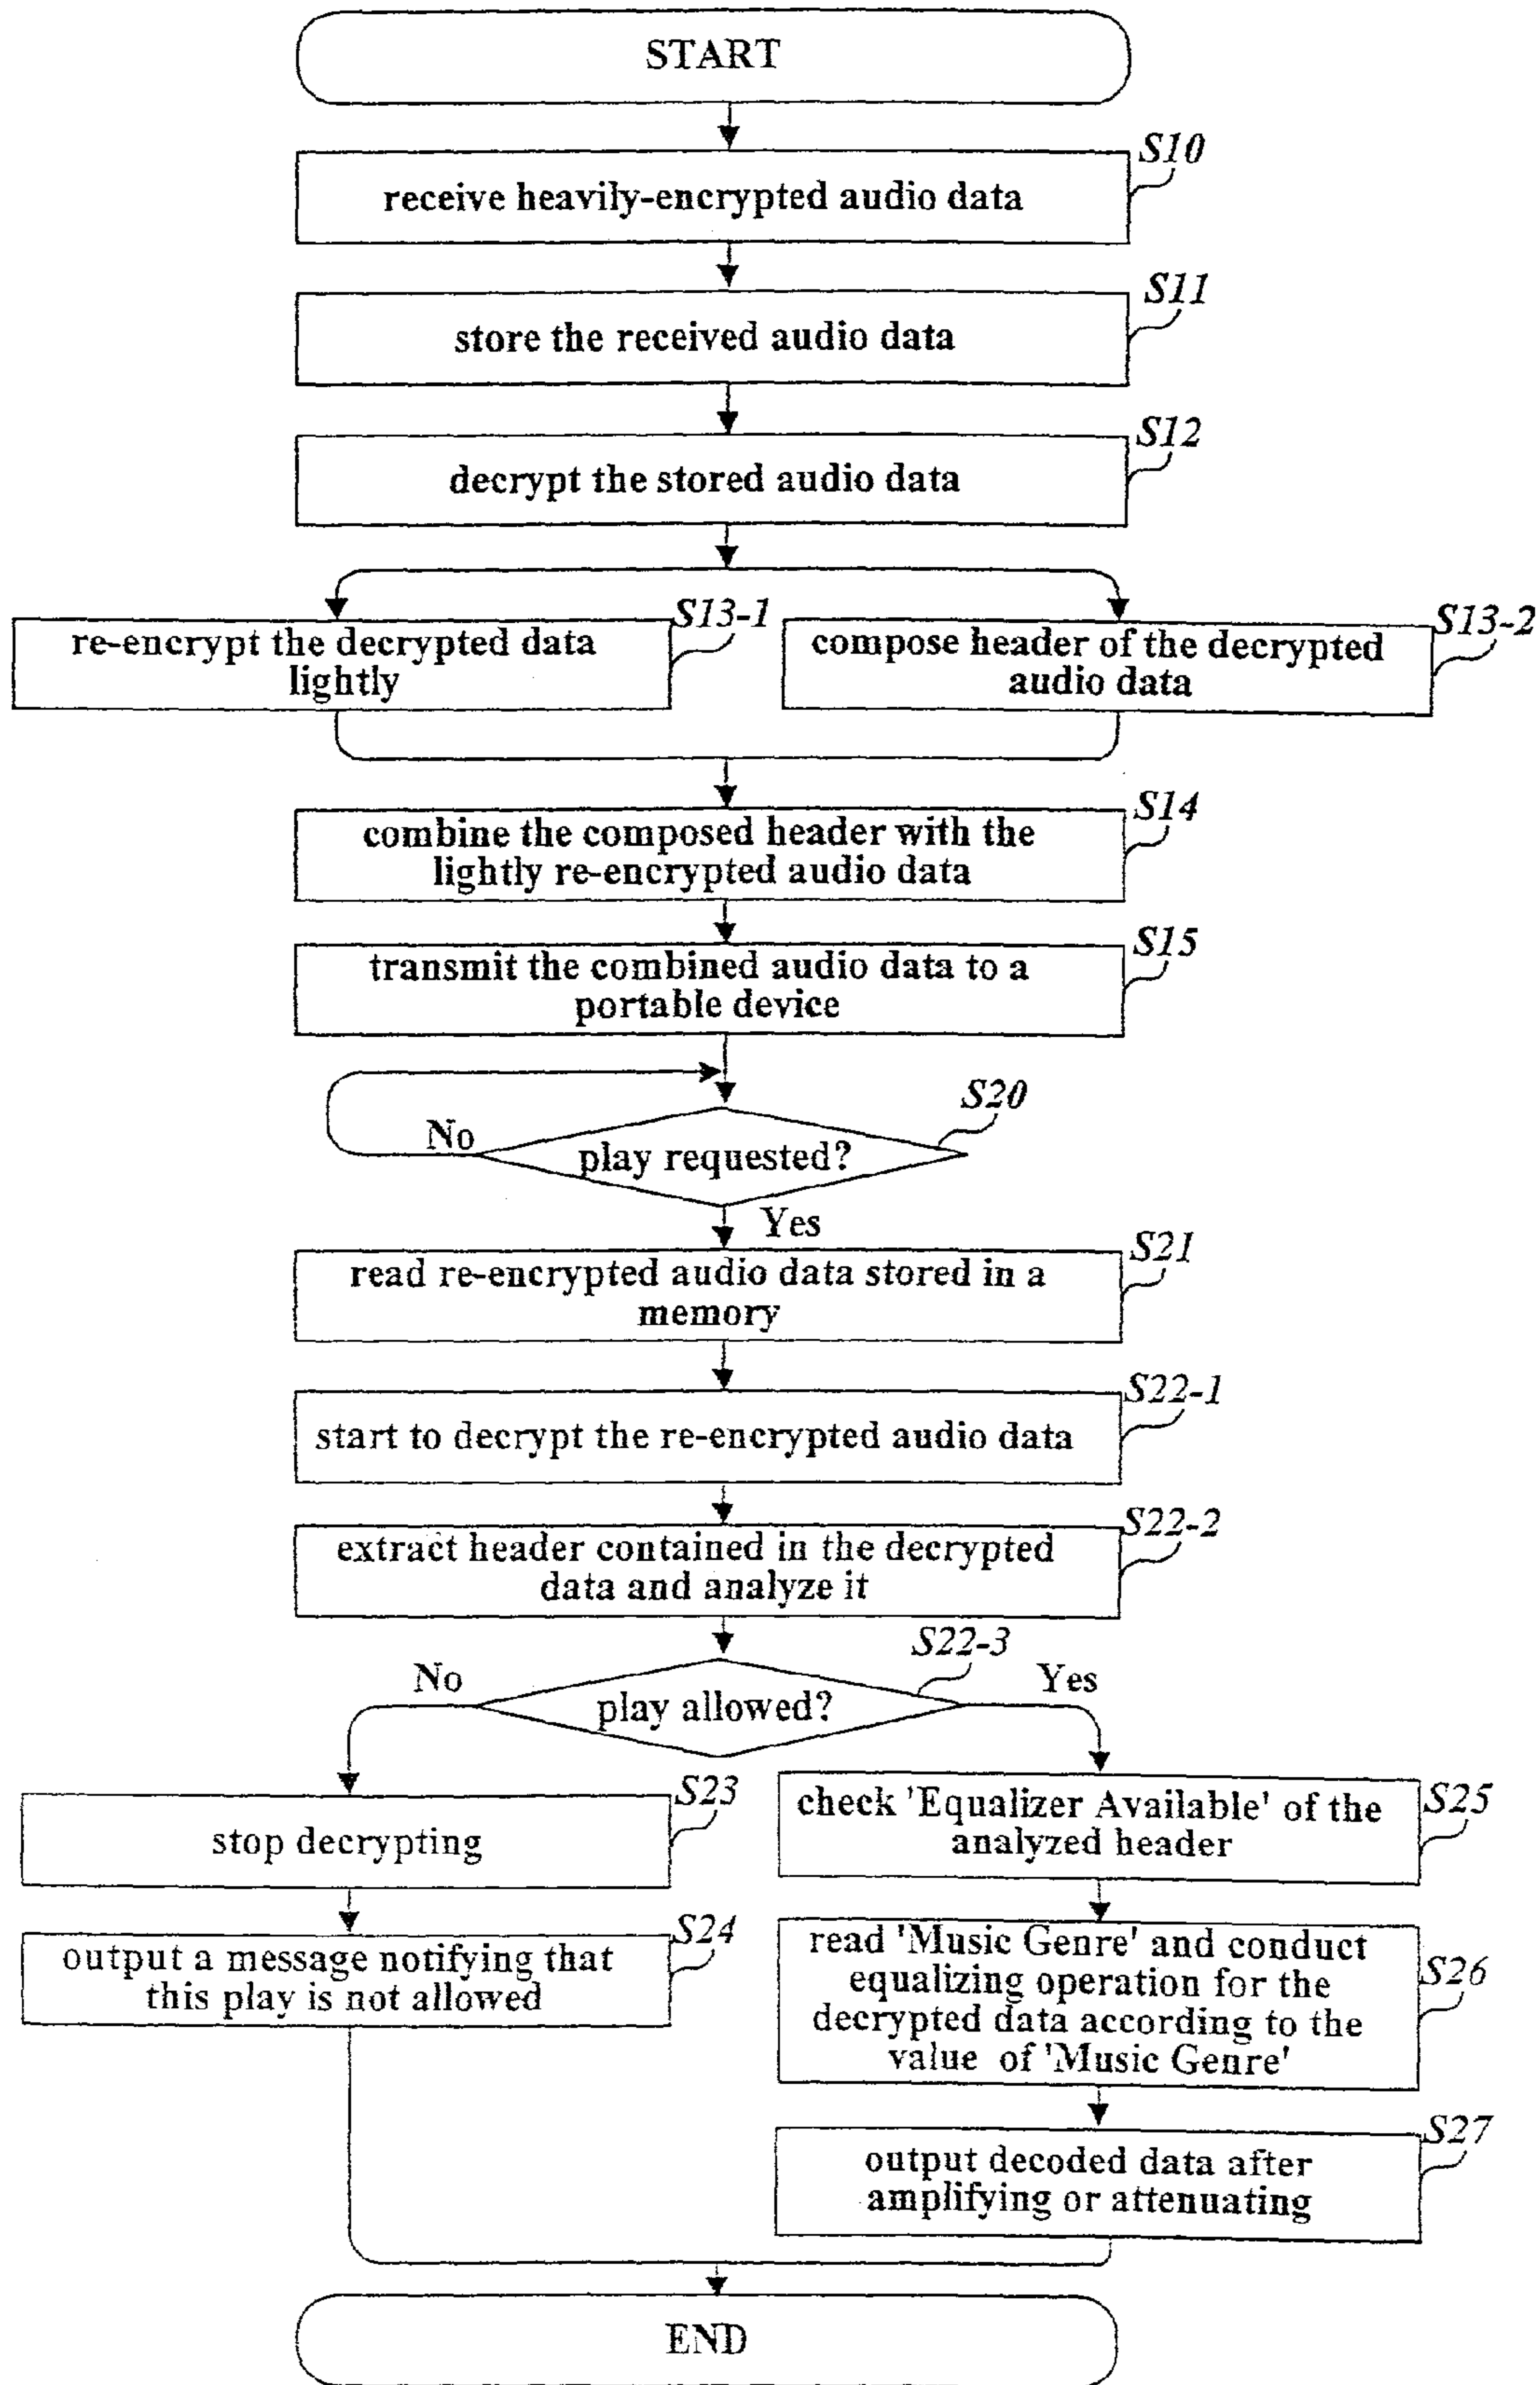 START
S10
receive heavily-encrypted audio data
S11
store the received audio data
S12
decrypt the stored audio data
S13-1
re-encrypt the decrypted data
lightly
S13-2
compose header of the decrypted
audio data
S14
combine the composed header with the
lightly re-encrypted audio data
S15
transmit the combined audio data to a
portable device
S20
No
play requested?
Yes
S21
read re-encrypted audio data stored in a
memory
S22-1
start to decrypt the re-encrypted audio data
S22-2
extract header contained in the decrypted
data and analyze it
S22-3
No
Yes
play allowed?
S23
stop decrypting
S24
output a message notifying that
this play is not allowed
S25
check 'Equalizer Available' of the
analyzed header
S26
read 'Music Genre' and conduct
equalizing operation for the
decrypted data according to the
value of 'Music Genre'
S27
output decoded data after
amplifying or attenuating
END